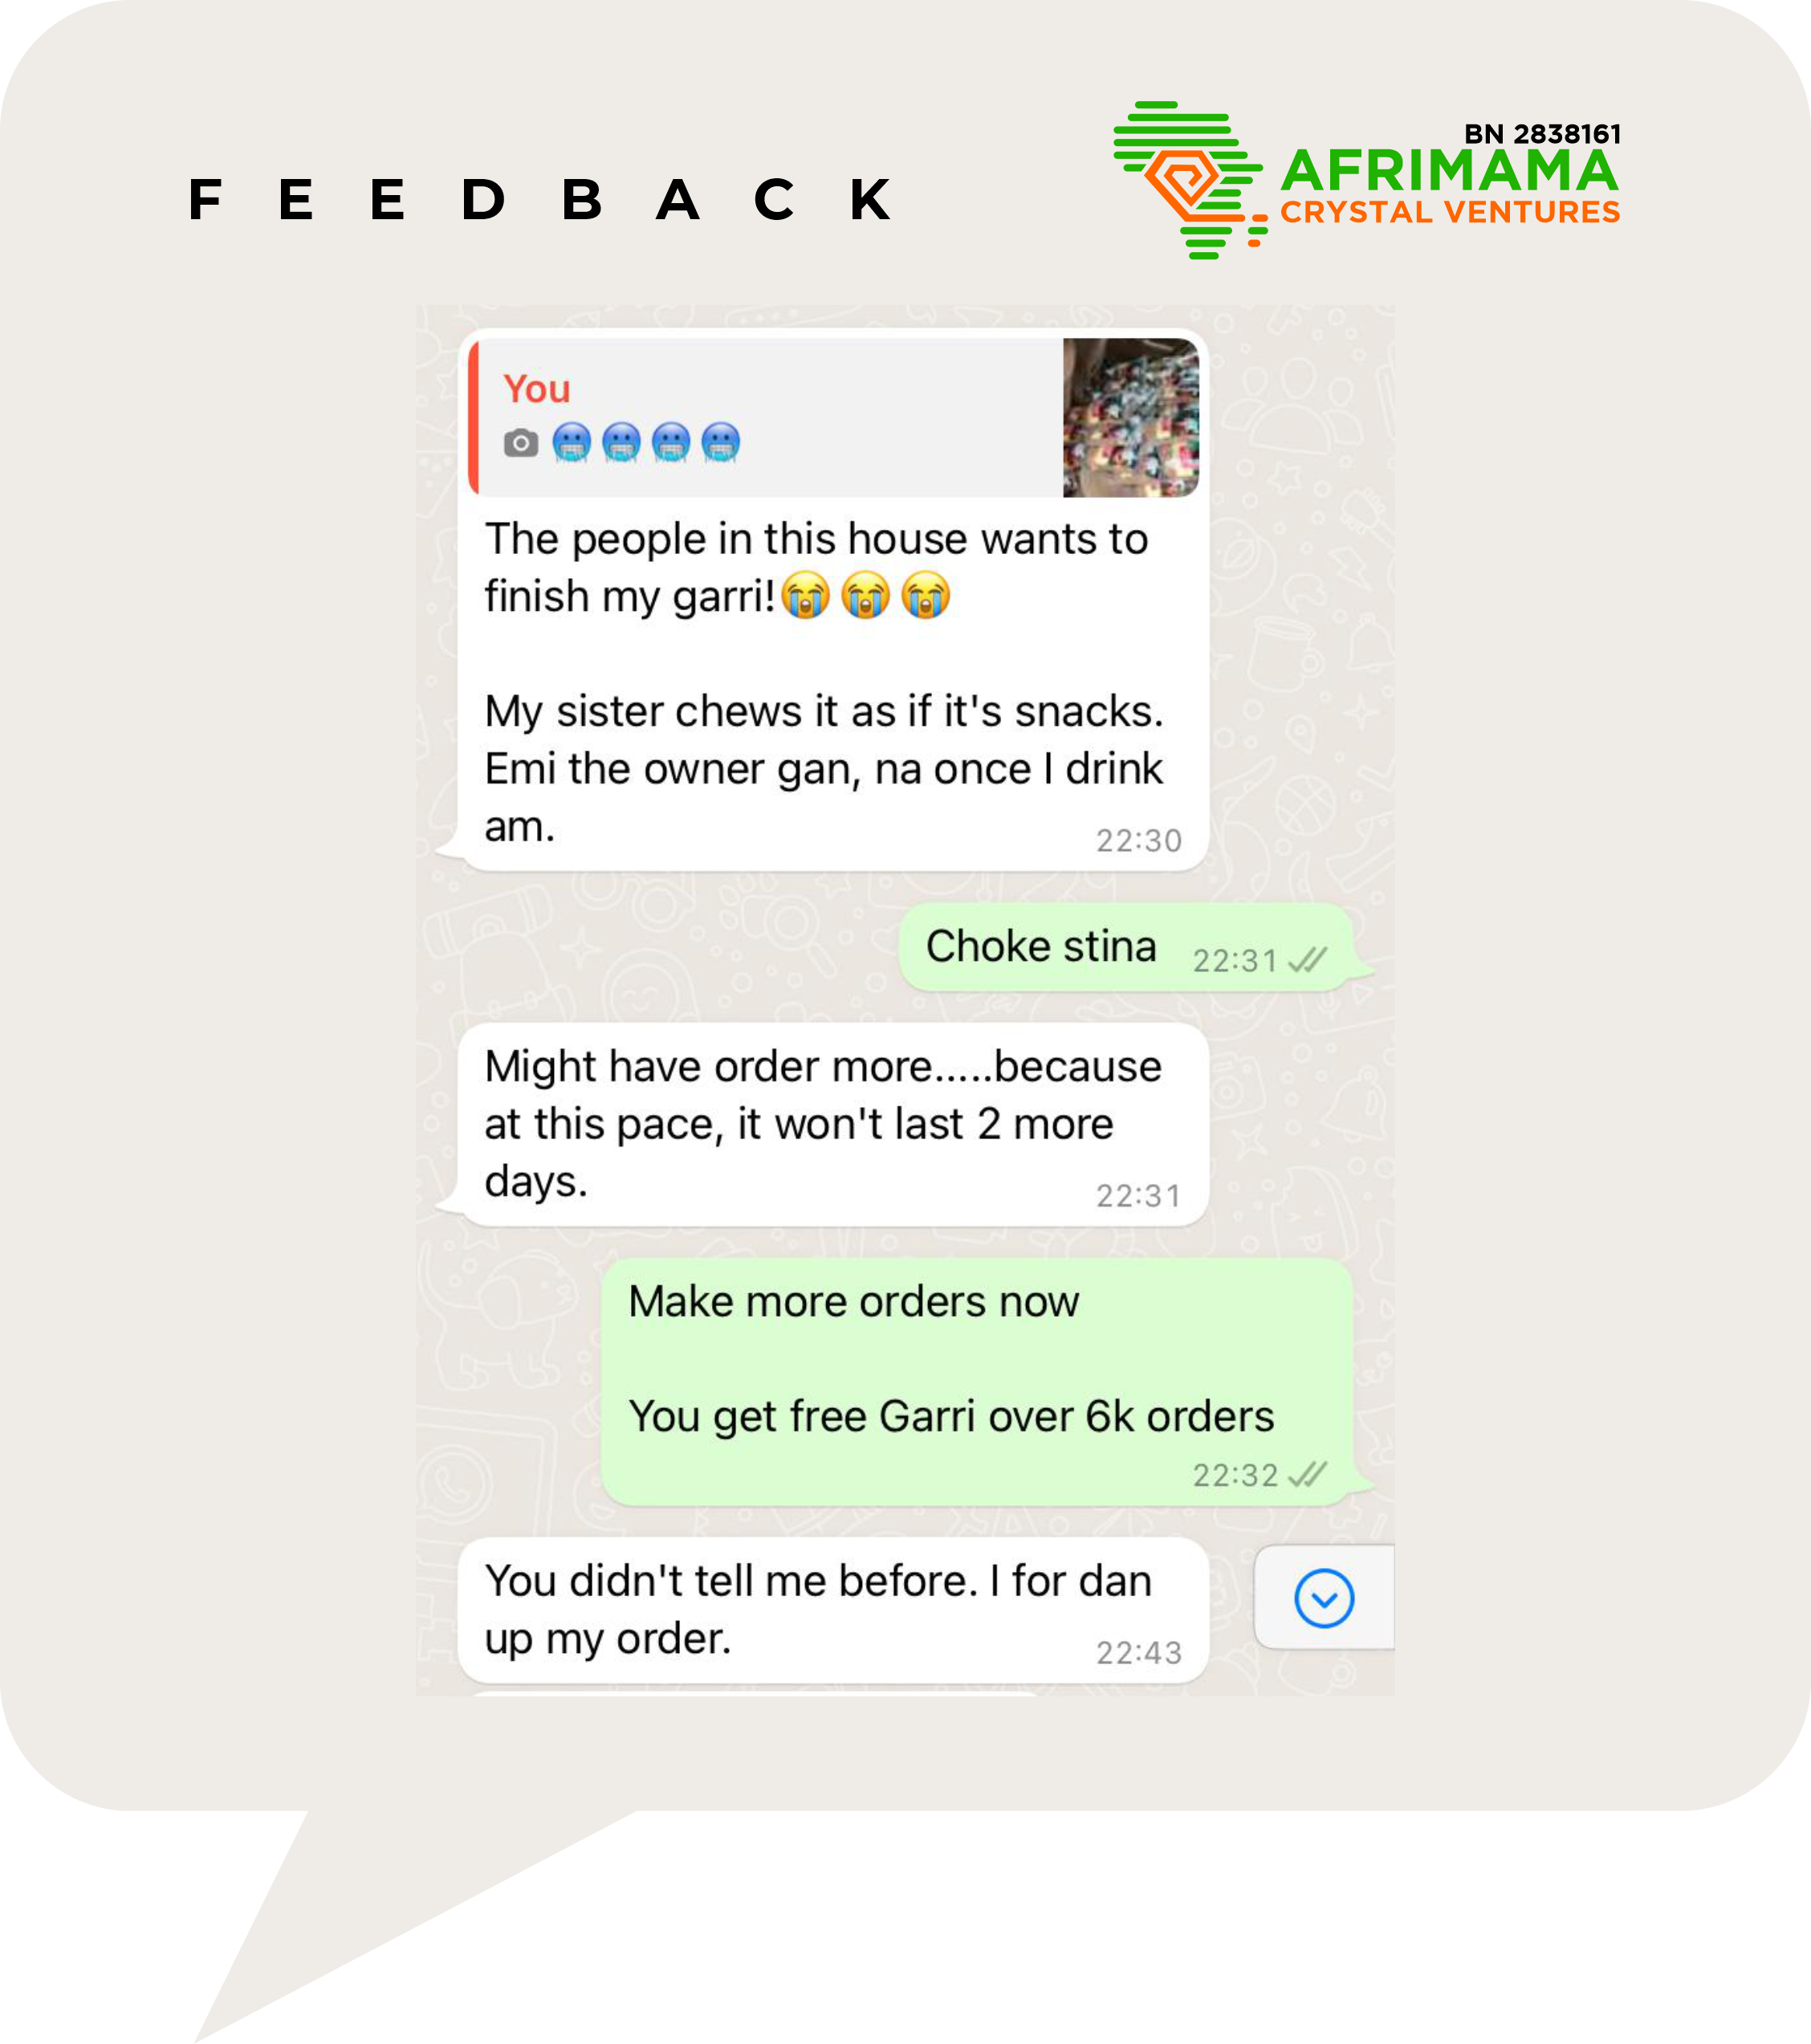 FEEDBACK
BN 2838161
AFRIMAMA
CRYSTAL VENTURES
You
🥶🥶🥶🥶
The people in this house wants to
finish my garri!😭😭😭
My sister chews it as if it's snacks.
Emi the owner gan, na once I drink
am.
22:30
Choke stina
22:31
Might have order more.....because
at this pace, it won't last 2 more
days.
22:31
Make more orders now
You get free Garri over 6k orders
22:32
You didn't tell me before. I for dan
up my order.
22:43